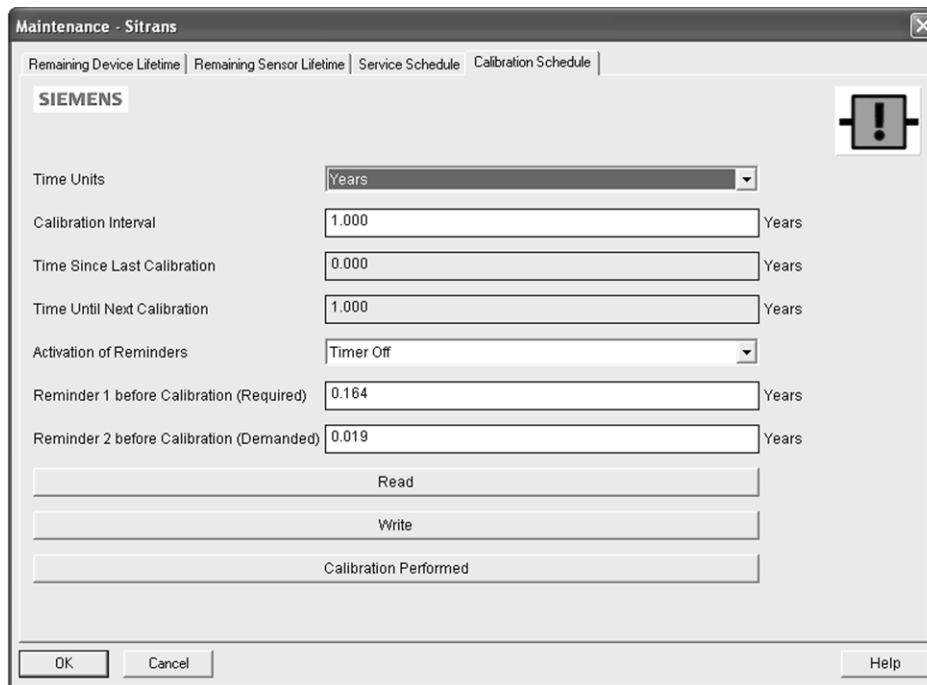 Maintenance - Sitrans
Remaining Device Lifetime Remaining Sensor Lifetime Service Schedule Calibration Schedule
SIEMENS
!
Time Units Years
Calibration Interval 1.000 Years
Time Since Last Calibration 0.000 Years
Time Until Next Calibration 1.000 Years
Activation of Reminders Timer Off
Reminder 1 before Calibration (Required) 0.164 Years
Reminder 2 before Calibration (Demanded) 0.019 Years
Read
Write
Calibration Performed
OK Cancel Help